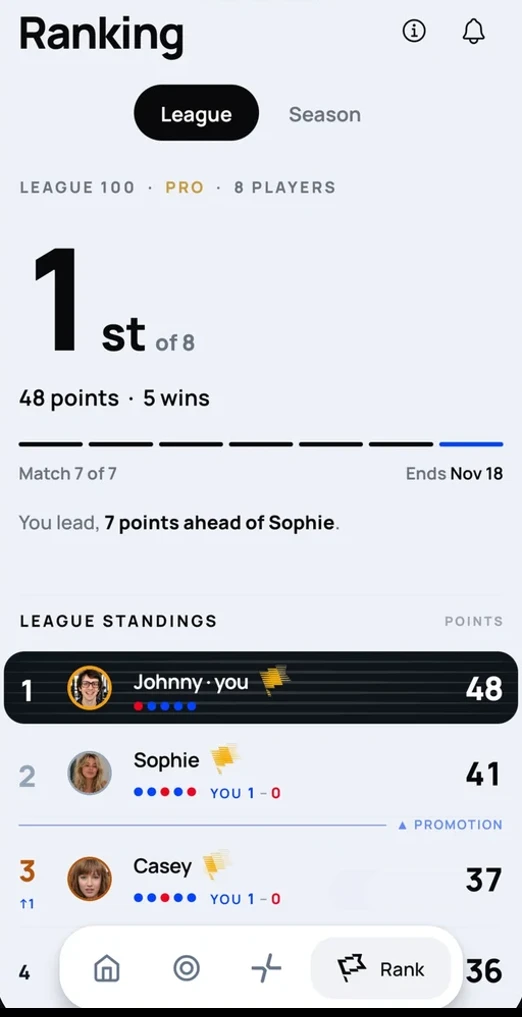 Ranking
League Season
LEAGUE 100 · PRO · 8 PLAYERS
1 st of 8
48 points · 5 wins
Match 7 of 7 Ends Nov 18
You lead, 7 points ahead of Sophie.
LEAGUE STANDINGS POINTS
1 Johnny · you 48
2 Sophie 41
YOU 1 – 0
▲ PROMOTION
3 Casey 37
↑1 YOU 1 – 0
4 Rank 36